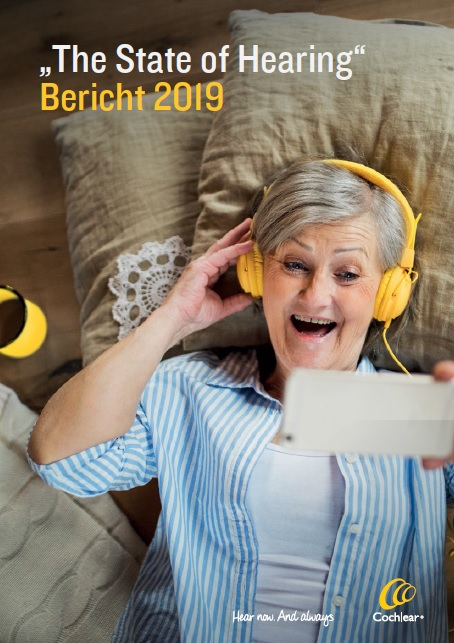 „The State of Hearing“
Bericht 2019
Hear now. And always
Cochlear®